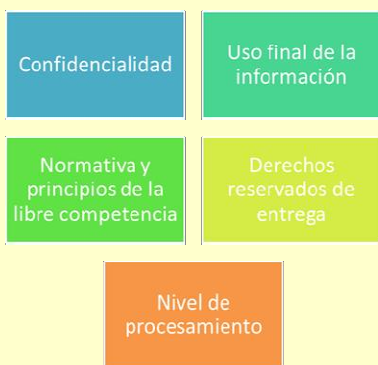 Confidencialidad
Uso final de la
información
Normativa y
principios de la
libre competencia
Derechos
reservados de
entrega
Nivel de
procesamiento